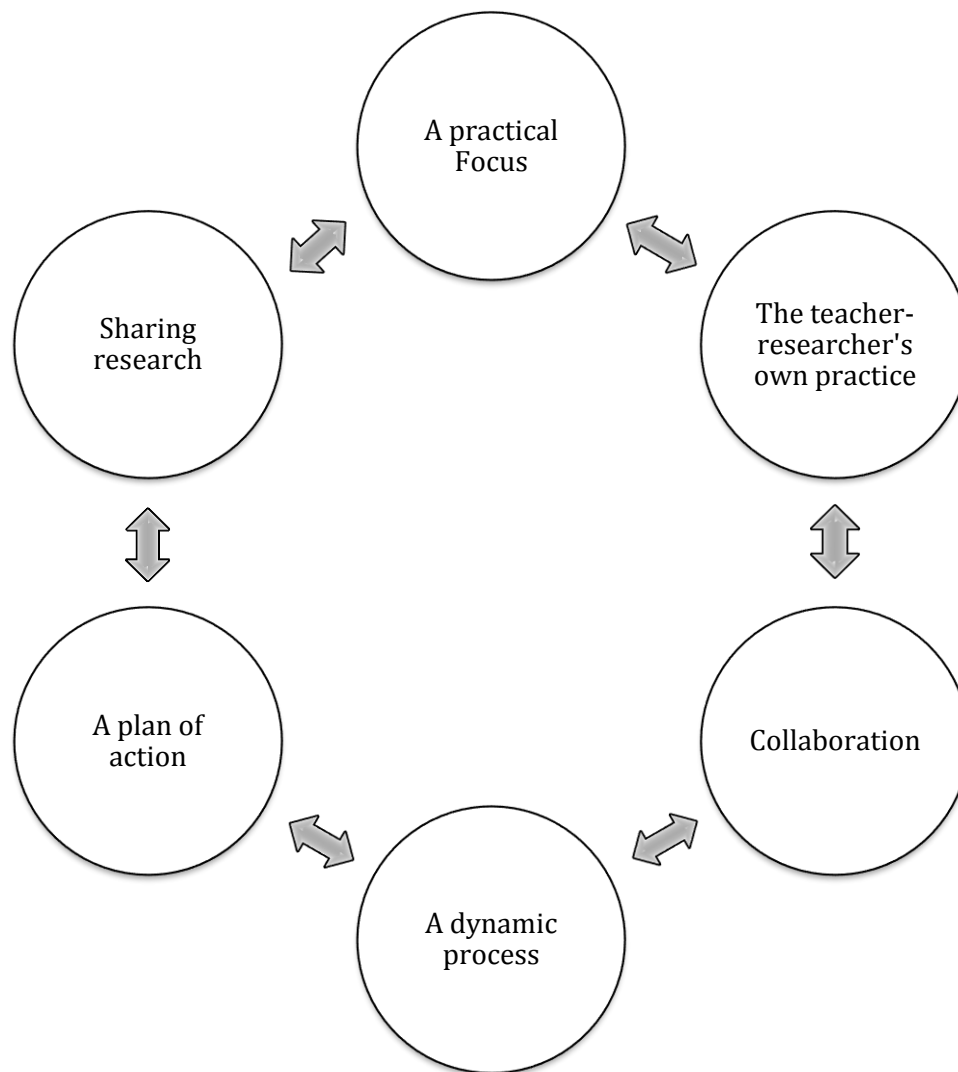 A practical
Focus
The teacher-
researcher's
own practice
Collaboration
A dynamic
process
A plan of
action
Sharing
research